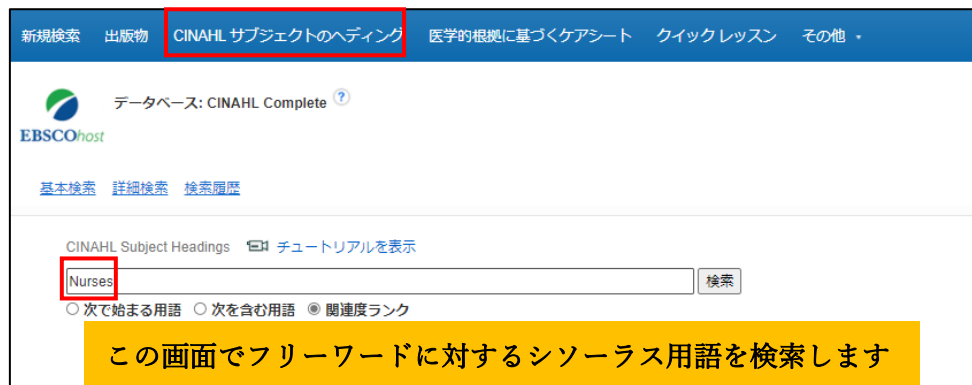 新規検索 出版物 CINAHL サブジェクトのヘディング 医学的根拠に基づくケアシート クイック レッスン その他
データベース: CINAHL Complete ?
EBSCOhost
基本検索 詳細検索 検索履歴
CINAHL Subject Headings チュートリアルを表示
Nurses 検索
次で始まる用語 次を含む用語 関連度ランク
この画面でフリーワードに対するシソーラス用語を検索します